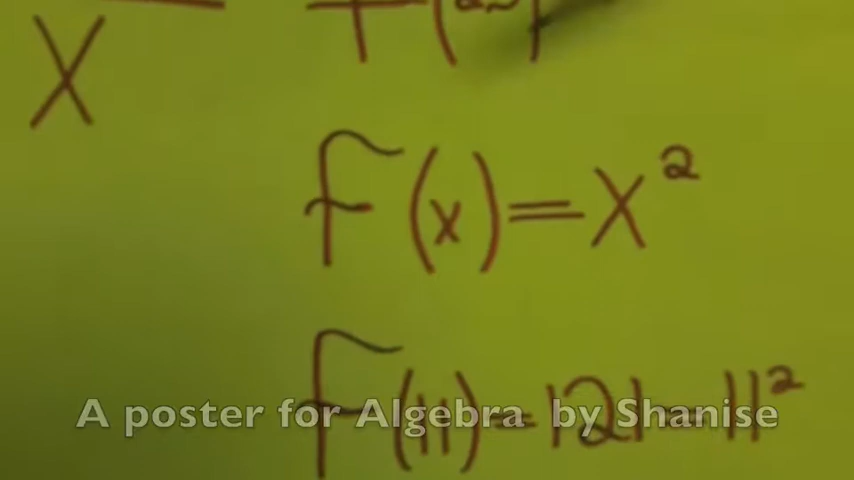 X
f(x)=x²
A poster for Algebra by Shanise
f(11)=121=11²